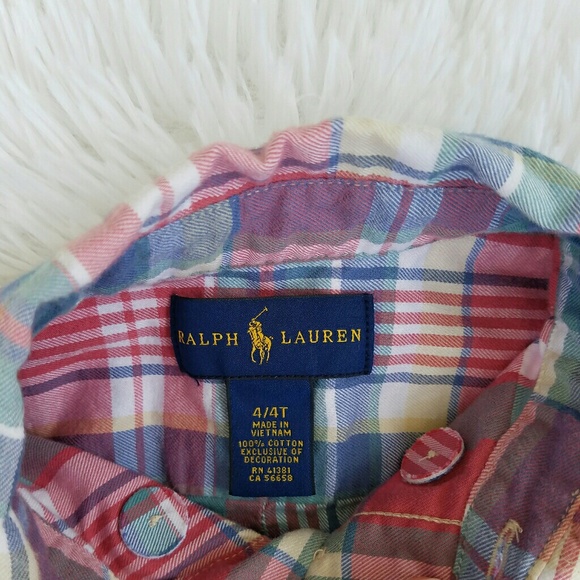 RALPH LAUREN
4/4T
MADE IN
VIETNAM
100% COTTON
EXCLUSIVE OF
DECORATION
RN 41381
CA 56658